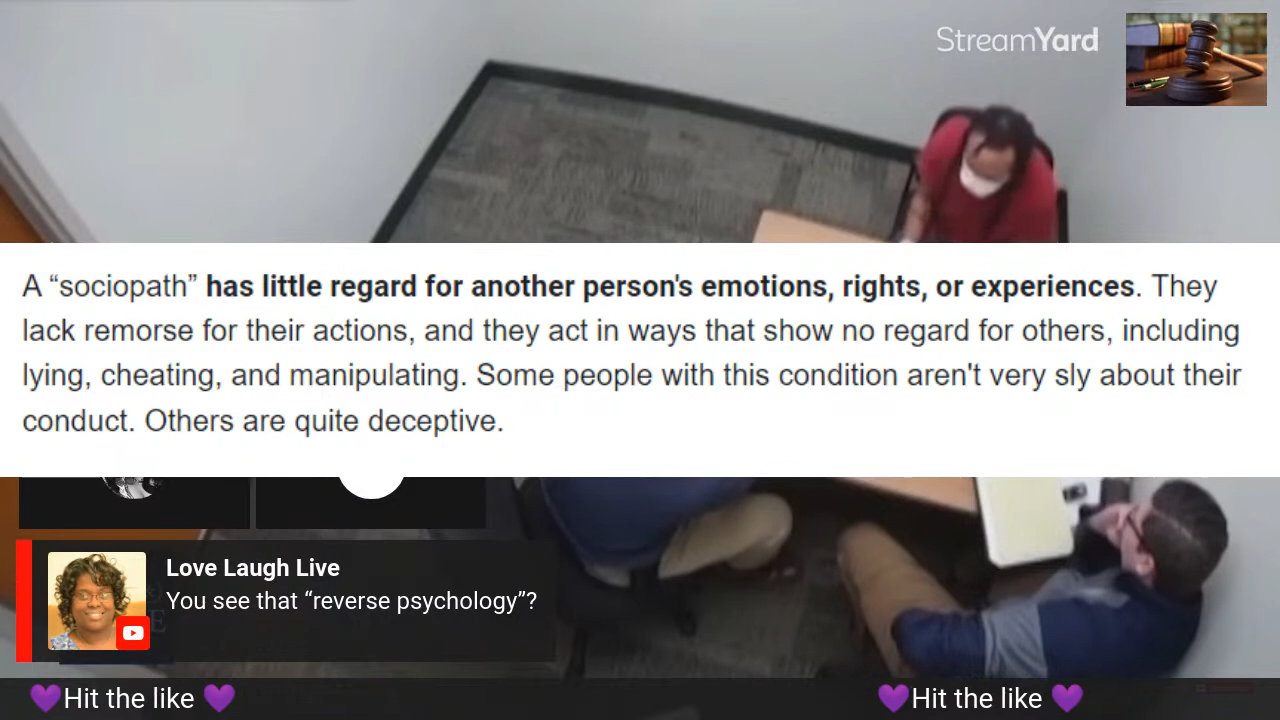 StreamYard
A “sociopath” has little regard for another person's emotions, rights, or experiences. They
lack remorse for their actions, and they act in ways that show no regard for others, including
lying, cheating, and manipulating. Some people with this condition aren't very sly about their
conduct. Others are quite deceptive.
Love Laugh Live
You see that “reverse psychology”?
💜Hit the like 💜
💜Hit the like 💜